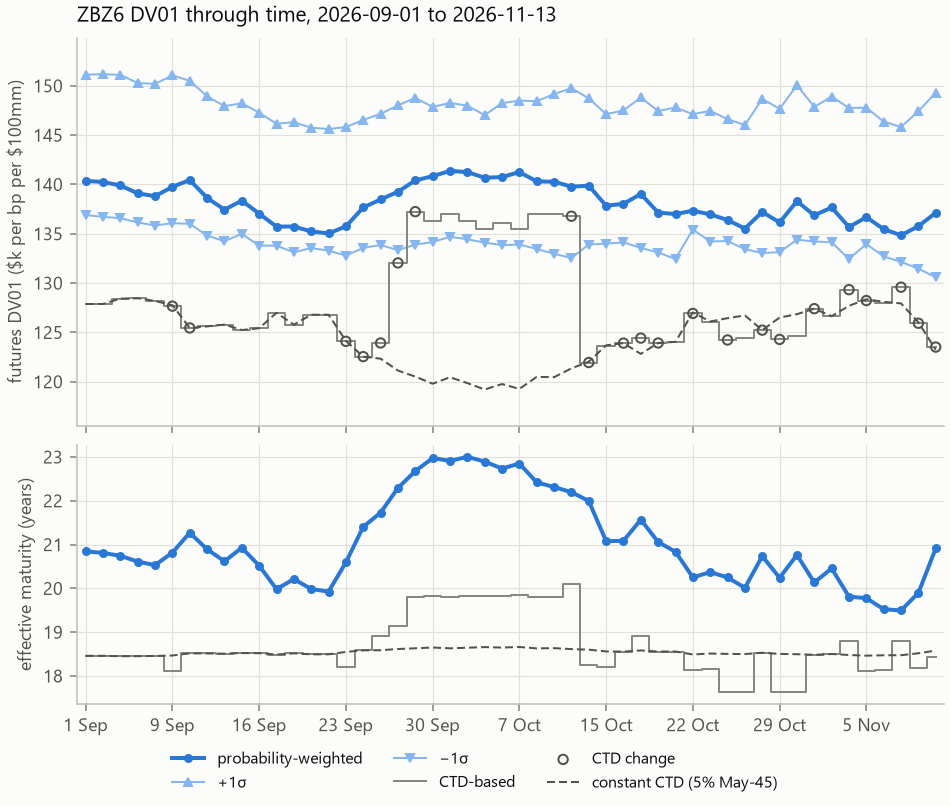 ZBZ6 DV01 through time, 2026-09-01 to 2026-11-13
futures DV01 ($k per bp per $100mm)
150
145
140
135
130
125
120
effective maturity (years)
23
22
21
20
19
18
1 Sep 9 Sep 16 Sep 23 Sep 30 Sep 7 Oct 15 Oct 22 Oct 29 Oct 5 Nov
probability-weighted −1σ CTD change
+1σ CTD-based constant CTD (5% May-45)